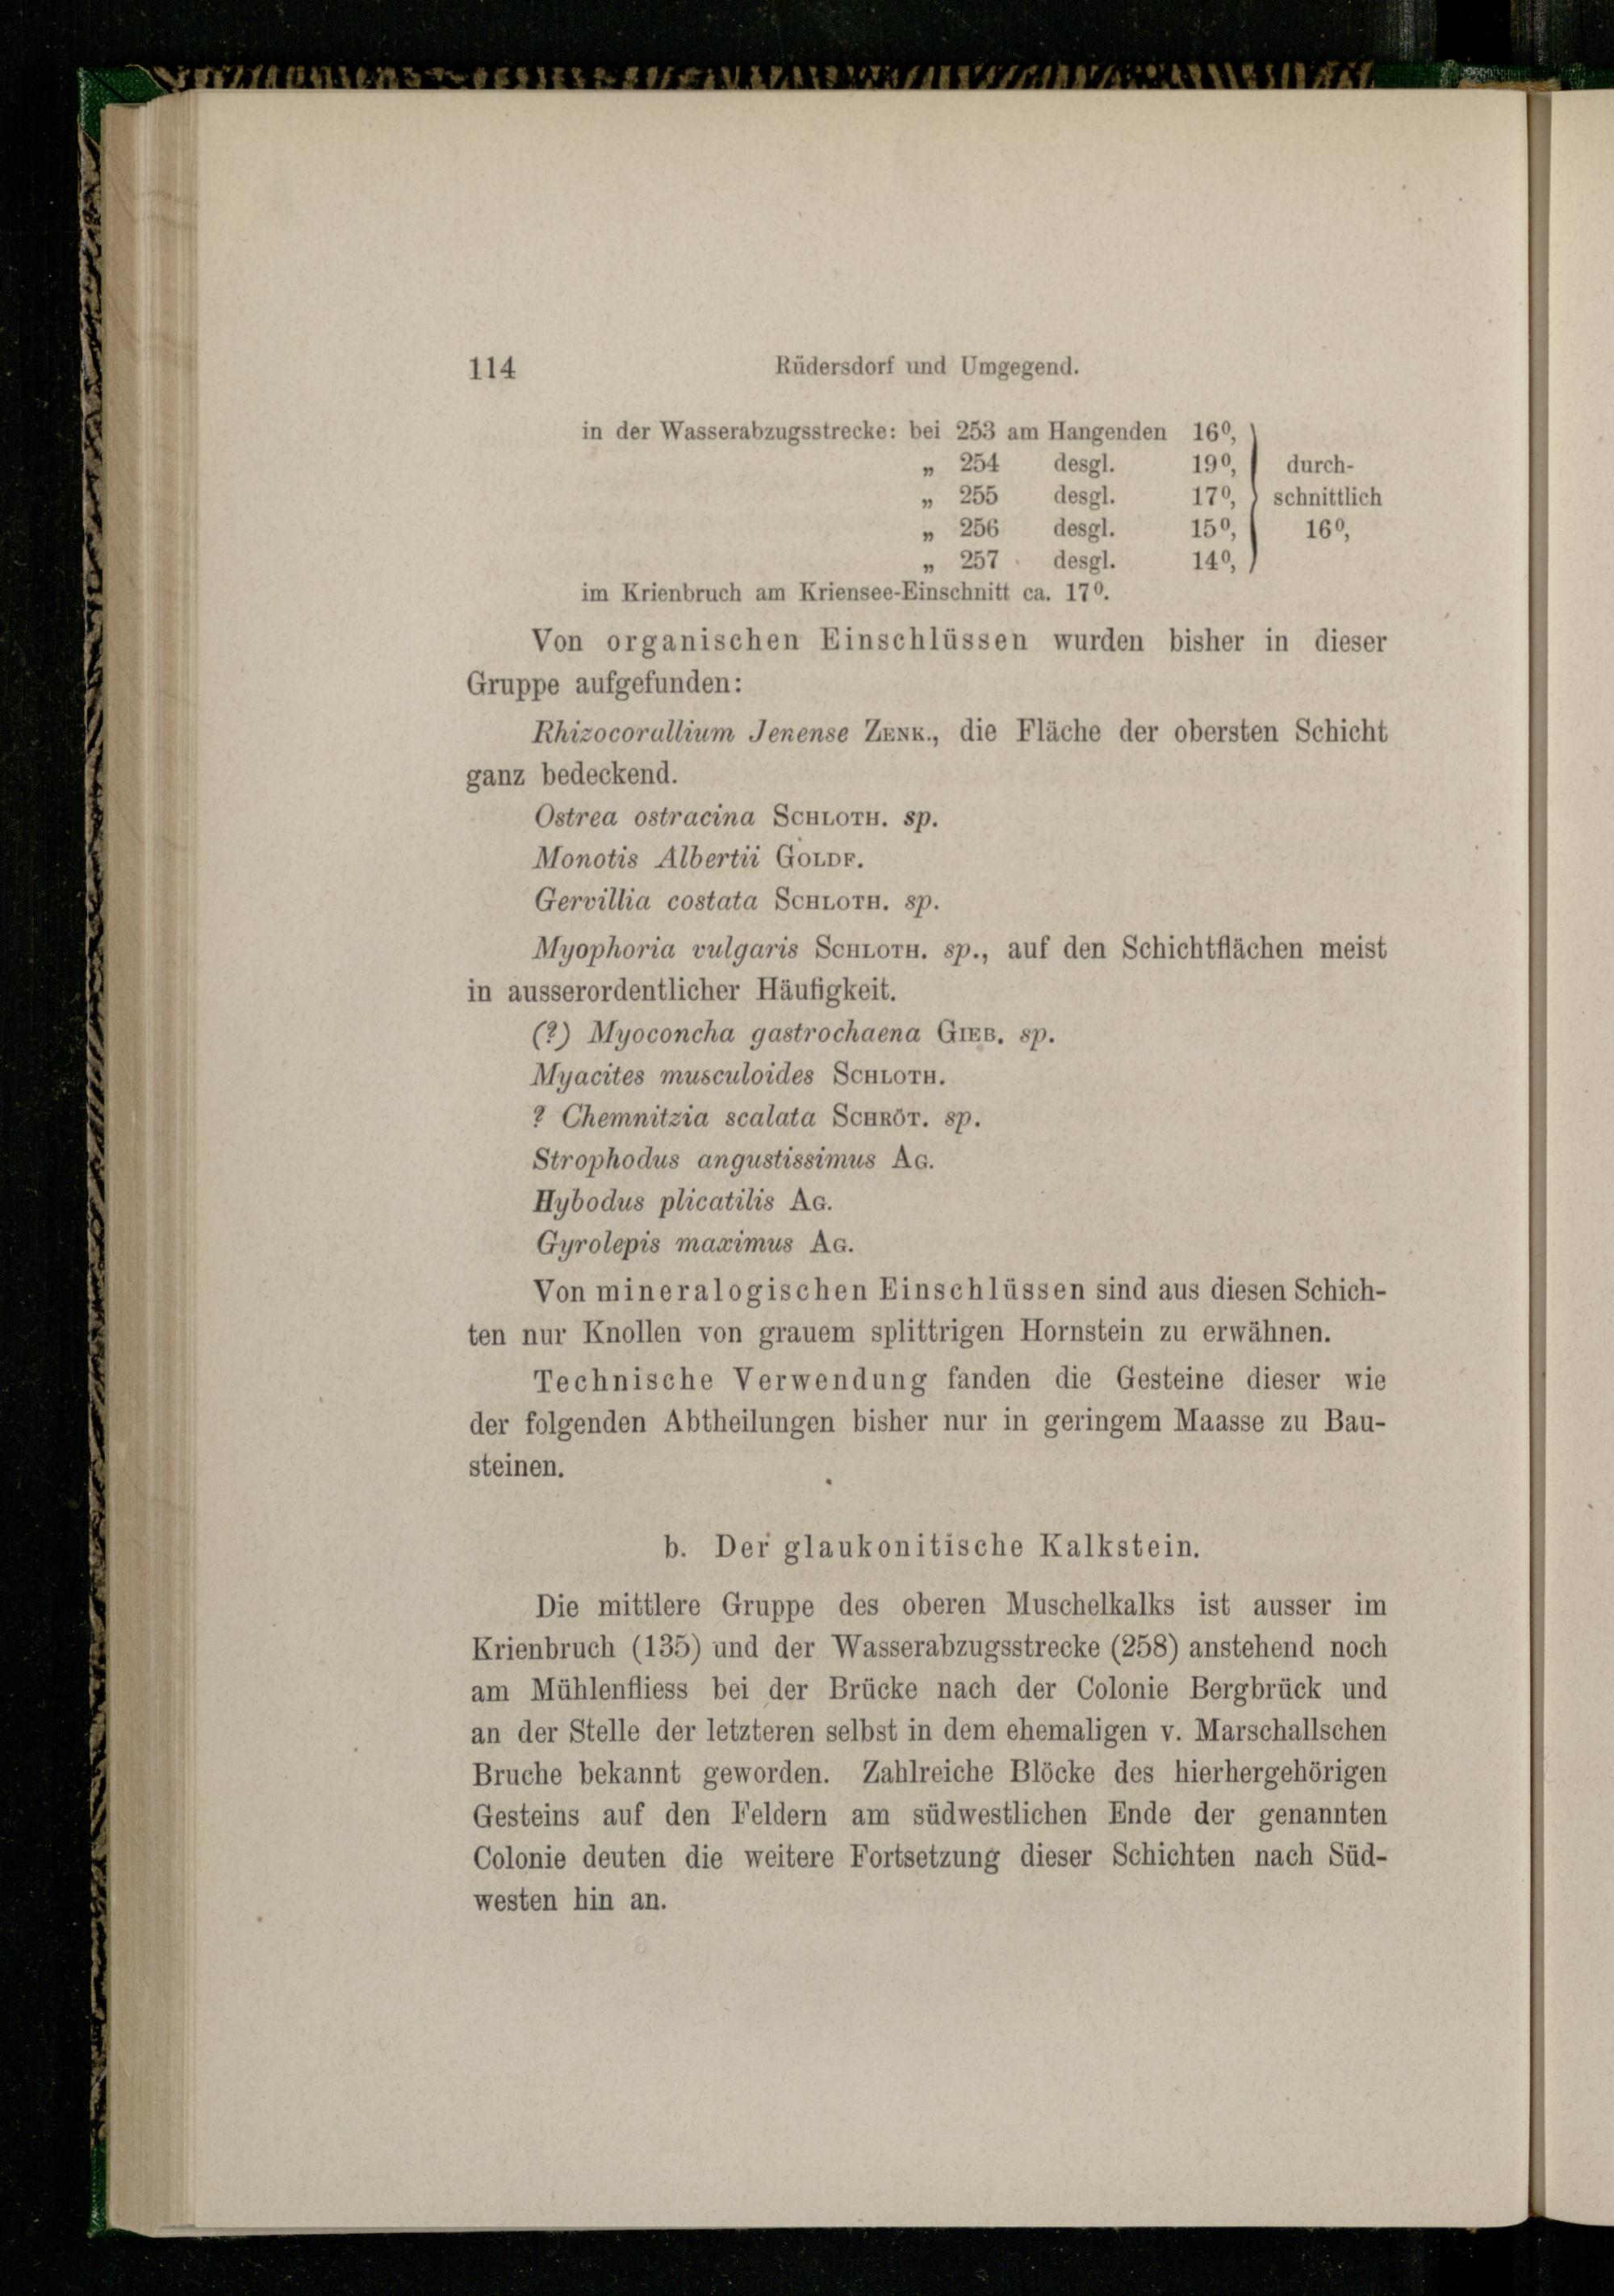 114 Rüdersdorf und Umgegend.
in der Wasserabzugsstrecke: bei 253 am Hangenden 16⁰,
„ 254 desgl. 19⁰, durch-
„ 255 desgl. 17⁰, schnittlich
„ 256 desgl. 15⁰, 16⁰,
„ 257 desgl. 14⁰,
im Krienbruch am Kriensee-Einschnitt ca. 17⁰.
Von organischen Einschlüssen wurden bisher in dieser
Gruppe aufgefunden:
Rhizocorallium Jenense Zenk., die Fläche der obersten Schicht
ganz bedeckend.
Ostrea ostracina Schloth. sp.
Monotis Albertii Goldf.
Gervillia costata Schloth. sp.
Myophoria vulgaris Schloth. sp., auf den Schichtflächen meist
in ausserordentlicher Häufigkeit.
(?) Myoconcha gastrochaena Gieb. sp.
Myacites musculoides Schloth.
? Chemnitzia scalata Schröt. sp.
Strophodus angustissimus Ag.
Hybodus plicatilis Ag.
Gyrolepis maximus Ag.
Von mineralogischen Einschlüssen sind aus diesen Schich-
ten nur Knollen von grauem splittrigen Hornstein zu erwähnen.
Technische Verwendung fanden die Gesteine dieser wie
der folgenden Abtheilungen bisher nur in geringem Maasse zu Bau-
steinen.
b. Der glaukonitische Kalkstein.
Die mittlere Gruppe des oberen Muschelkalks ist ausser im
Krienbruch (135) und der Wasserabzugsstrecke (258) anstehend noch
am Mühlenfliess bei der Brücke nach der Colonie Bergbrück und
an der Stelle der letzteren selbst in dem ehemaligen v. Marschallschen
Bruche bekannt geworden. Zahlreiche Blöcke des hierhergehörigen
Gesteins auf den Feldern am südwestlichen Ende der genannten
Colonie deuten die weitere Fortsetzung dieser Schichten nach Süd-
westen hin an.